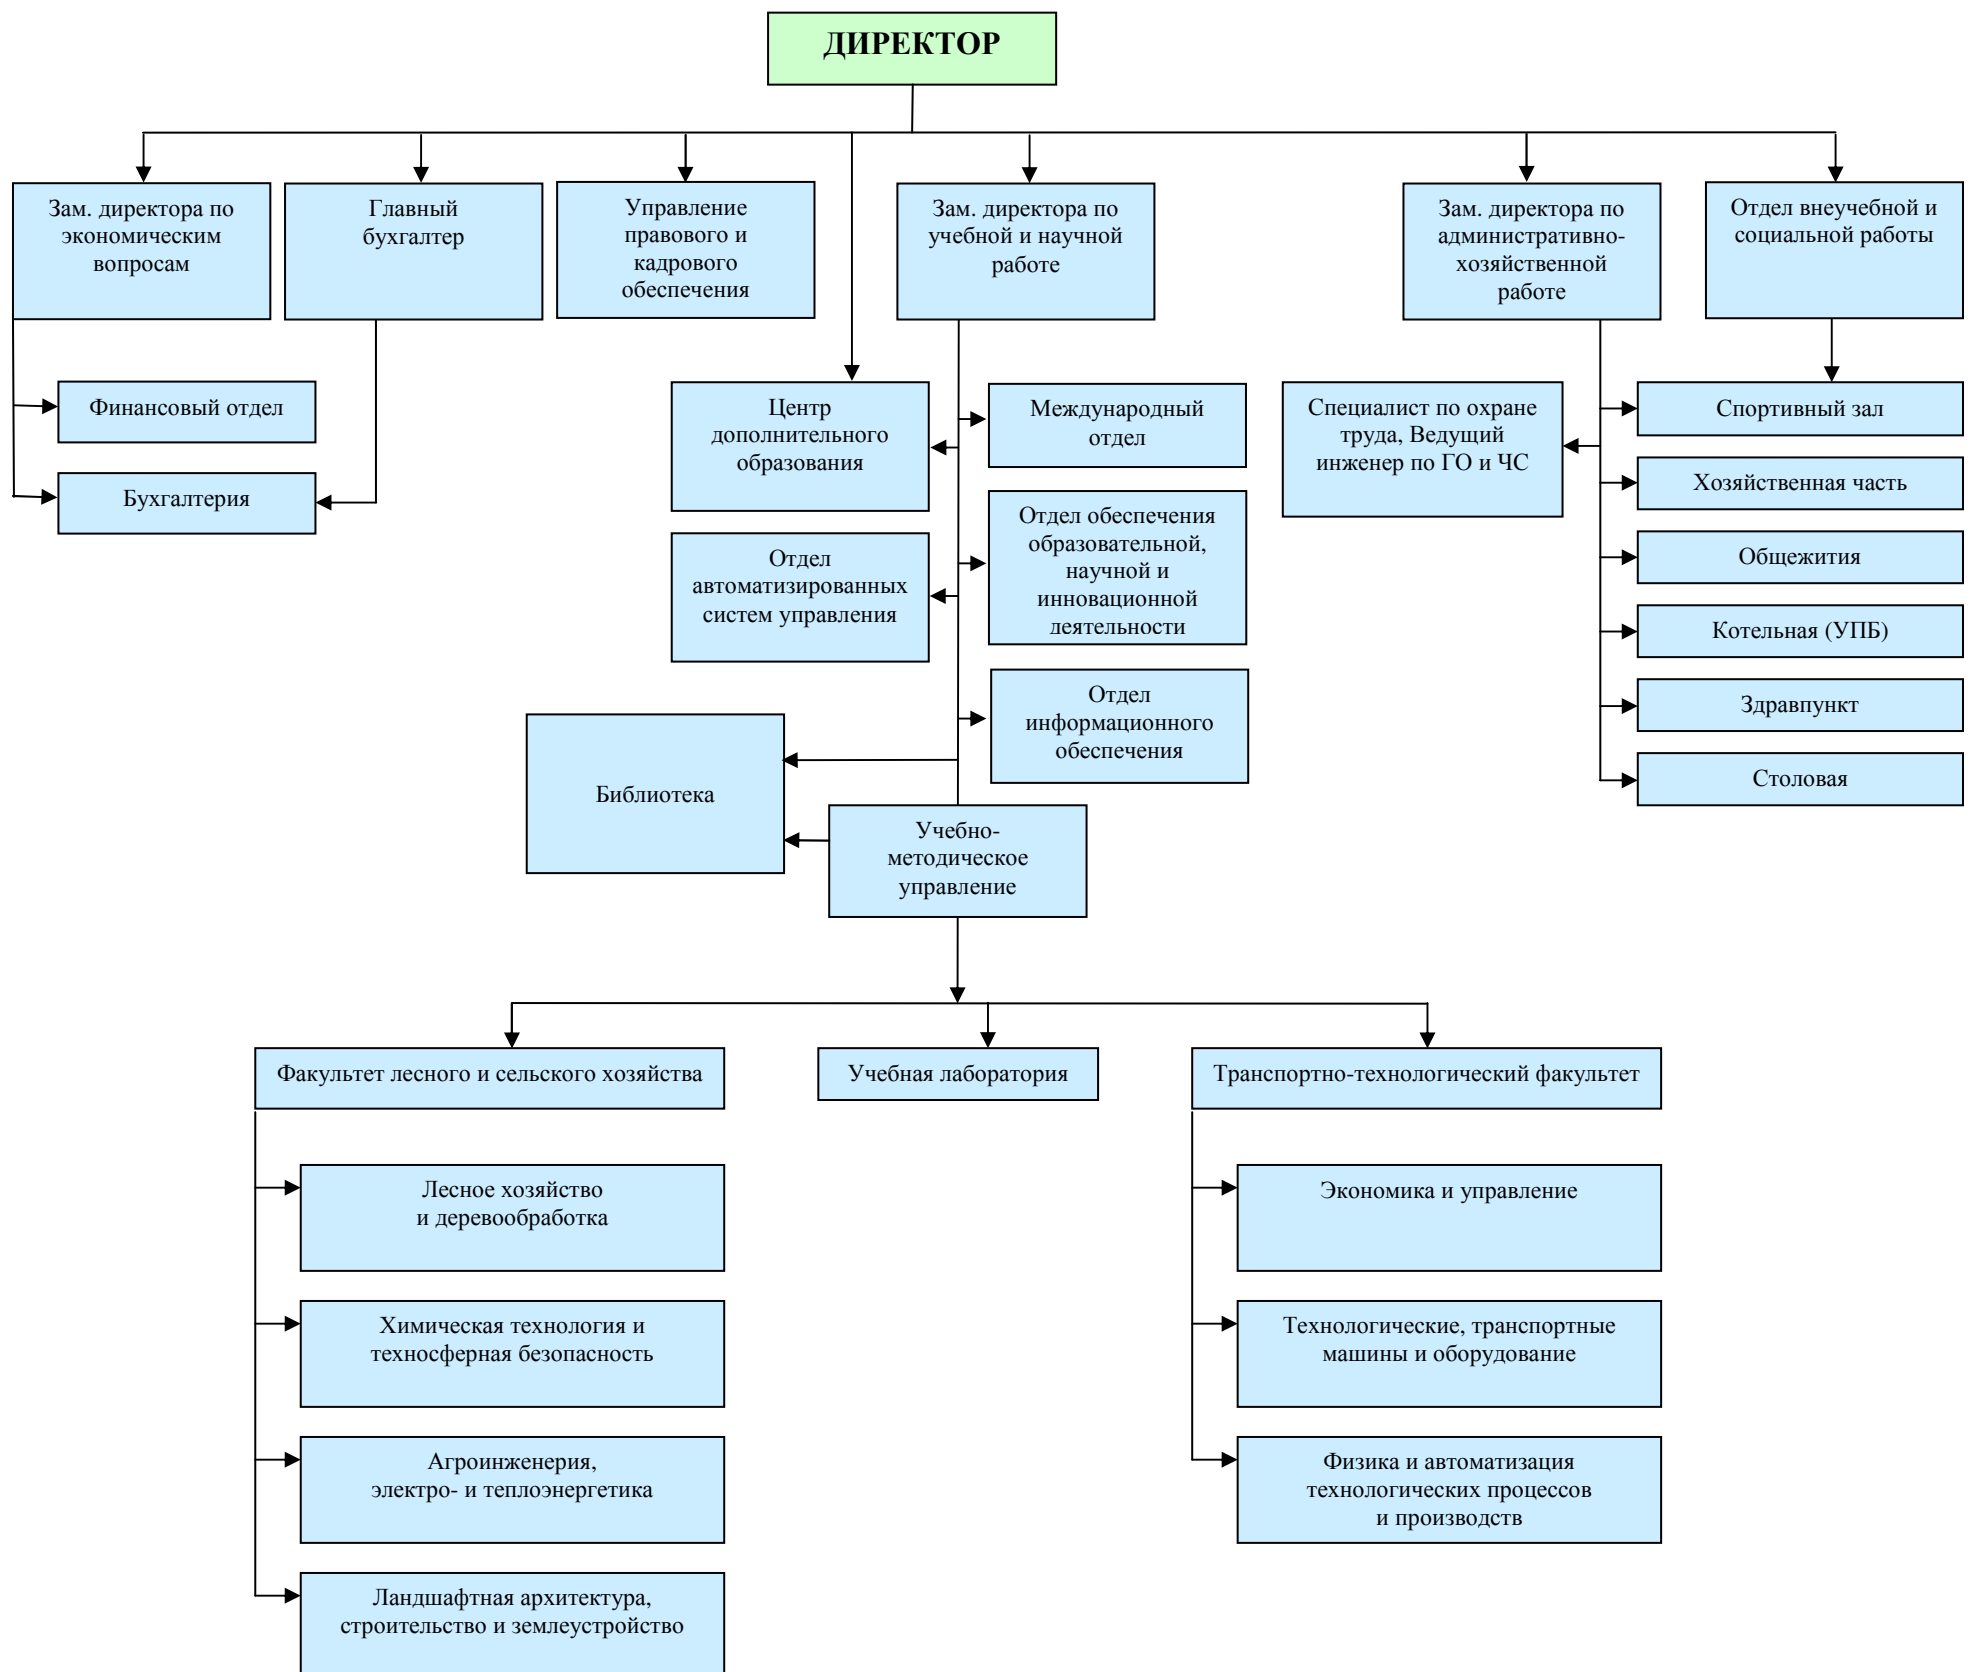 ДИРЕКТОР
Зам. директора по
экономическим
вопросам
Главный
бухгалтер
Управление
правового и
кадрового
обеспечения
Зам. директора по
учебной и научной
работе
Зам. директора по
административно-
хозяйственной
работе
Отдел внеучебной и
социальной работы
Финансовый отдел
Бухгалтерия
Центр
дополнительного
образования
Международный
отдел
Специалист по охране
труда, Ведущий
инженер по ГО и ЧС
Спортивный зал
Хозяйственная часть
Отдел
автоматизированных
систем управления
Отдел обеспечения
образовательной,
научной и
инновационной
деятельности
Общежития
Котельная (УПБ)
Отдел
информационного
обеспечения
Здравпункт
Столовая
Библиотека
Учебно-
методическое
управление
Факультет лесного и сельского хозяйства
Учебная лаборатория
Транспортно-технологический факультет
Лесное хозяйство
и деревообработка
Экономика и управление
Химическая технология и
техносферная безопасность
Технологические, транспортные
машины и оборудование
Агроинженерия,
электро- и теплоэнергетика
Физика и автоматизация
технологических процессов
и производств
Ландшафтная архитектура,
строительство и землеустройство